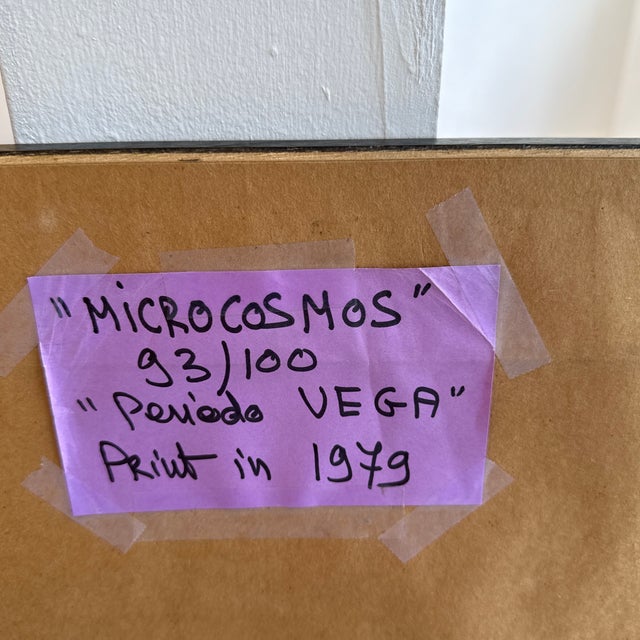 "MiCROCOSMOS"
93/100
"Periodo VEGA"
Print in 1979